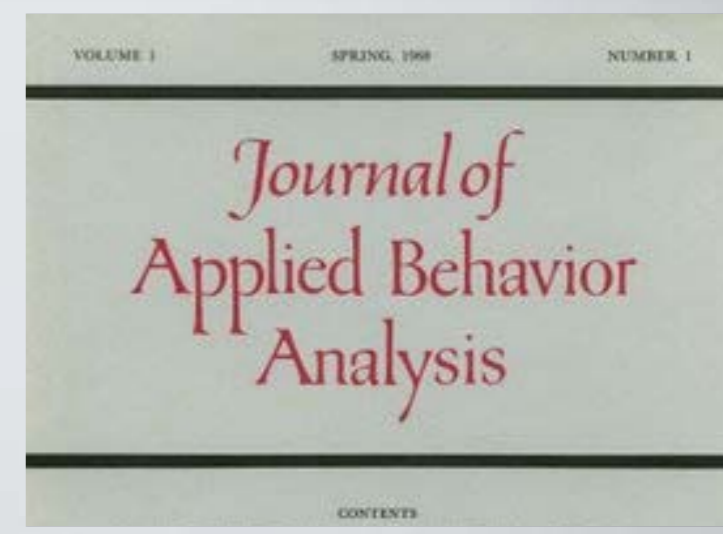 VOLUME 1 SPRING, 1968 NUMBER 1
Journal of
Applied Behavior
Analysis
CONTENTS